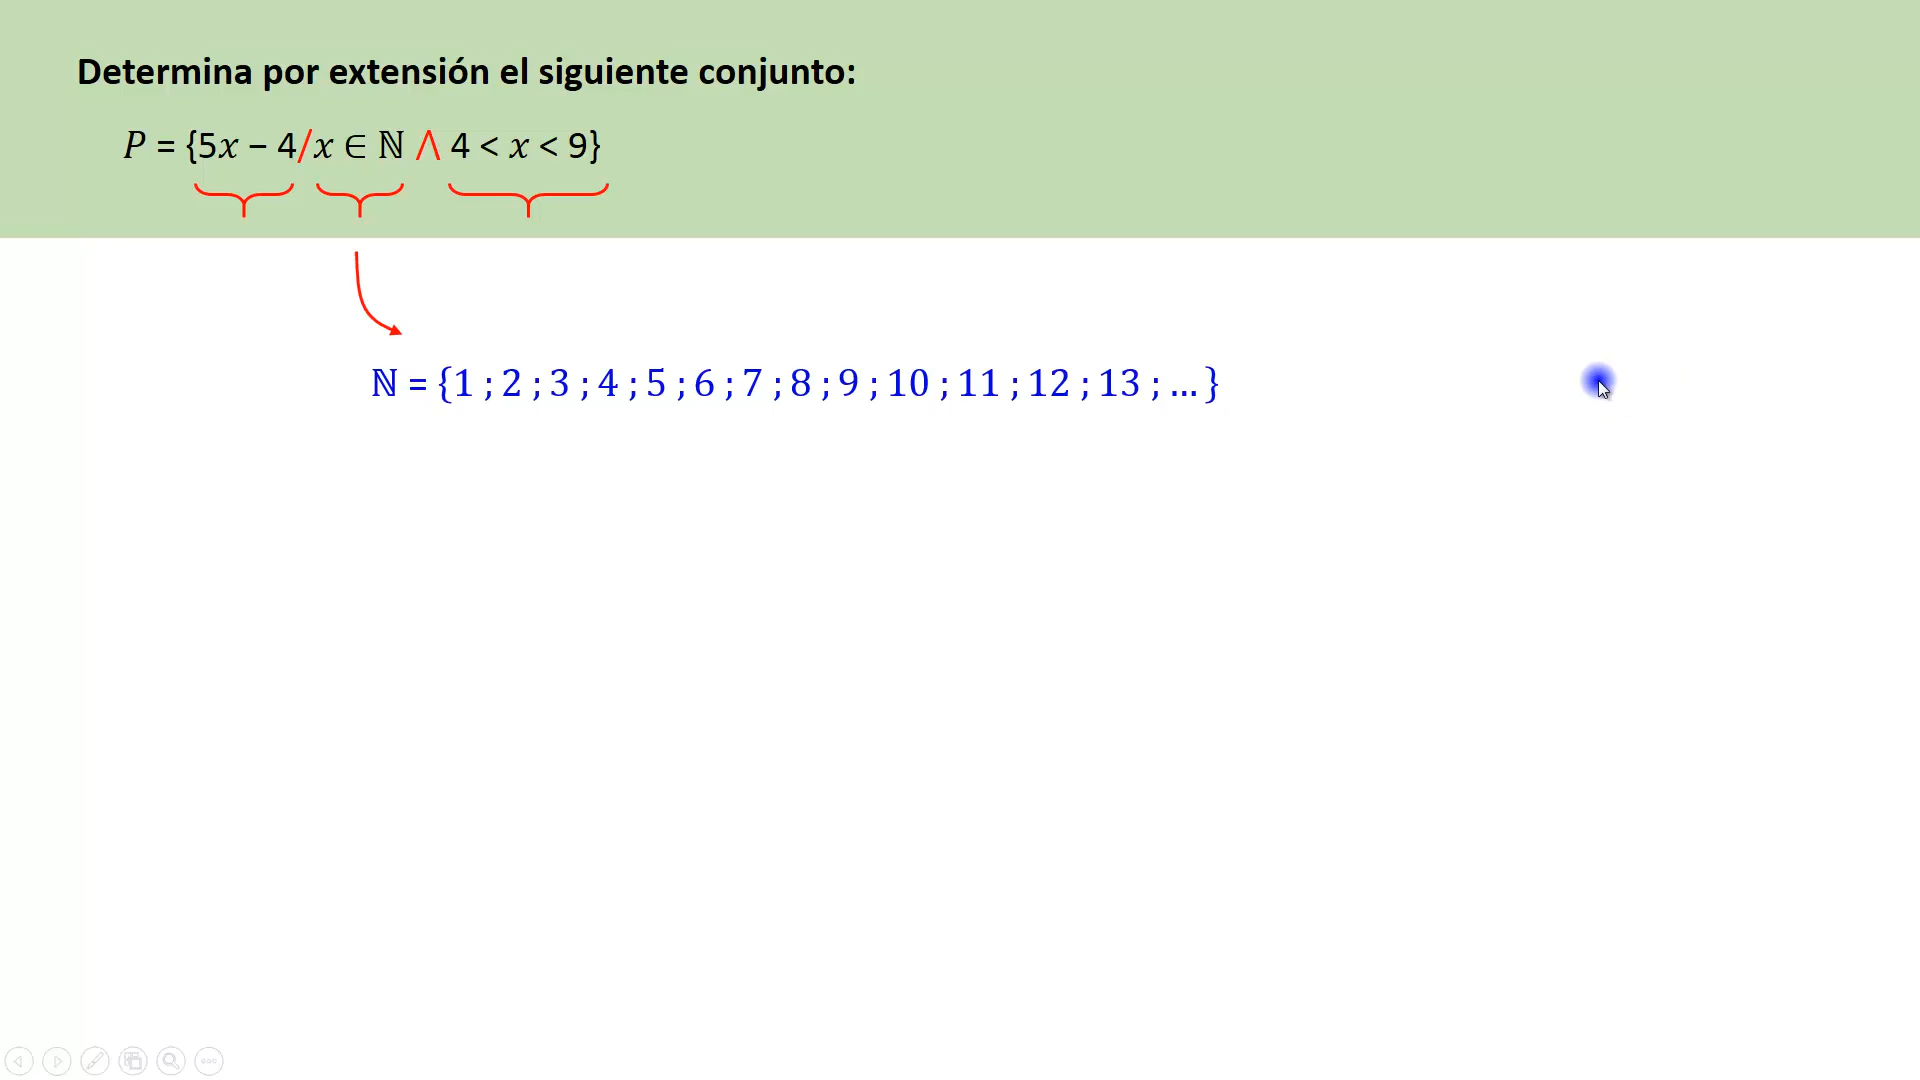 Determina por extensión el siguiente conjunto:
P = {5x − 4/x ∈ ℕ ⋀ 4 < x < 9}
ℕ = {1 ; 2 ; 3 ; 4 ; 5 ; 6 ; 7 ; 8 ; 9 ; 10 ; 11 ; 12 ; 13 ; ... }